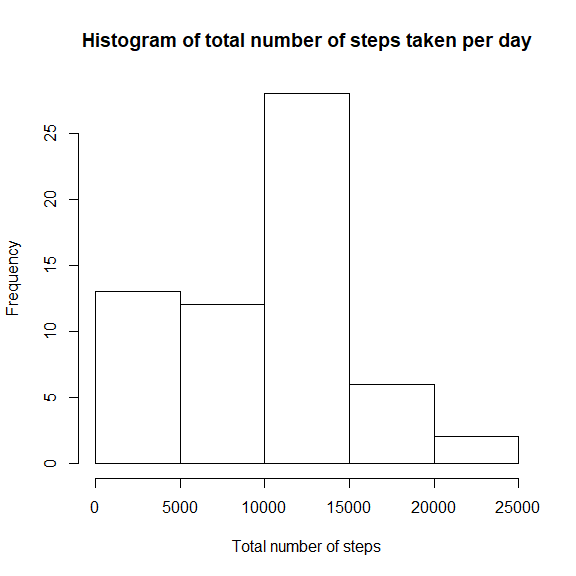 Histogram of total number of steps taken per day
Frequency
25
20
15
10
5
0
0 5000 10000 15000 20000 25000
Total number of steps